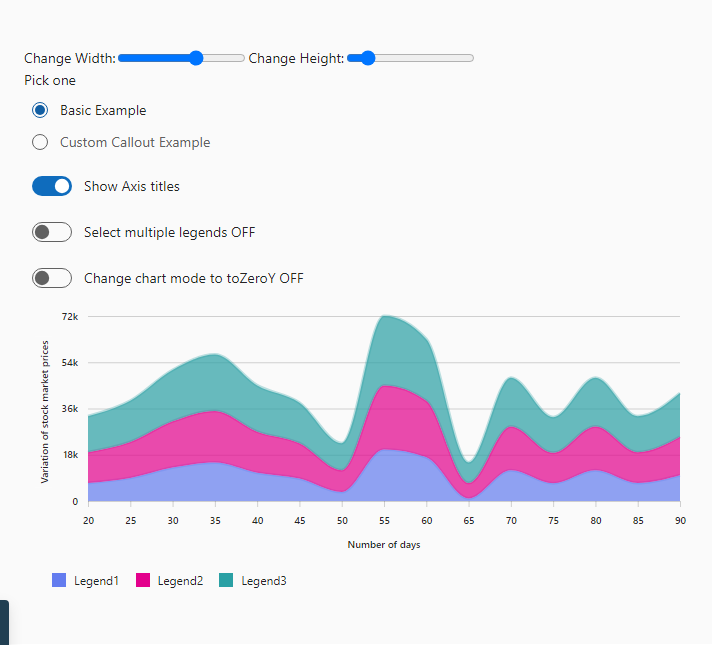 Change Width: Change Height:
Pick one
Basic Example
Custom Callout Example
Show Axis titles
Select multiple legends OFF
Change chart mode to toZeroY OFF
72k
54k
36k
18k
0
Variation of stock market prices
20 25 30 35 40 45 50 55 60 65 70 75 80 85 90
Number of days
Legend1 Legend2 Legend3